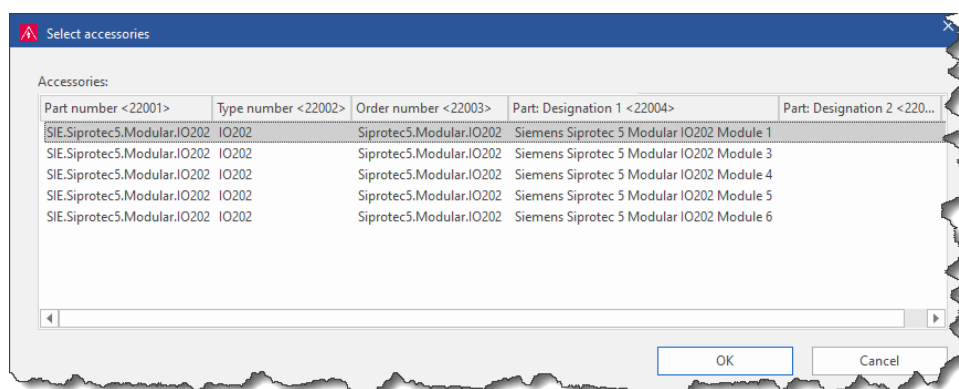 Select accessories
Accessories:
Part number <22001> Type number <22002> Order number <22003> Part: Designation 1 <22004> Part: Designation 2 <220...
SIE.Siprotec5.Modular.IO202 IO202 Siprotec5.Modular.IO202 Siemens Siprotec 5 Modular IO202 Module 1
SIE.Siprotec5.Modular.IO202 IO202 Siprotec5.Modular.IO202 Siemens Siprotec 5 Modular IO202 Module 3
SIE.Siprotec5.Modular.IO202 IO202 Siprotec5.Modular.IO202 Siemens Siprotec 5 Modular IO202 Module 4
SIE.Siprotec5.Modular.IO202 IO202 Siprotec5.Modular.IO202 Siemens Siprotec 5 Modular IO202 Module 5
SIE.Siprotec5.Modular.IO202 IO202 Siprotec5.Modular.IO202 Siemens Siprotec 5 Modular IO202 Module 6
OK Cancel